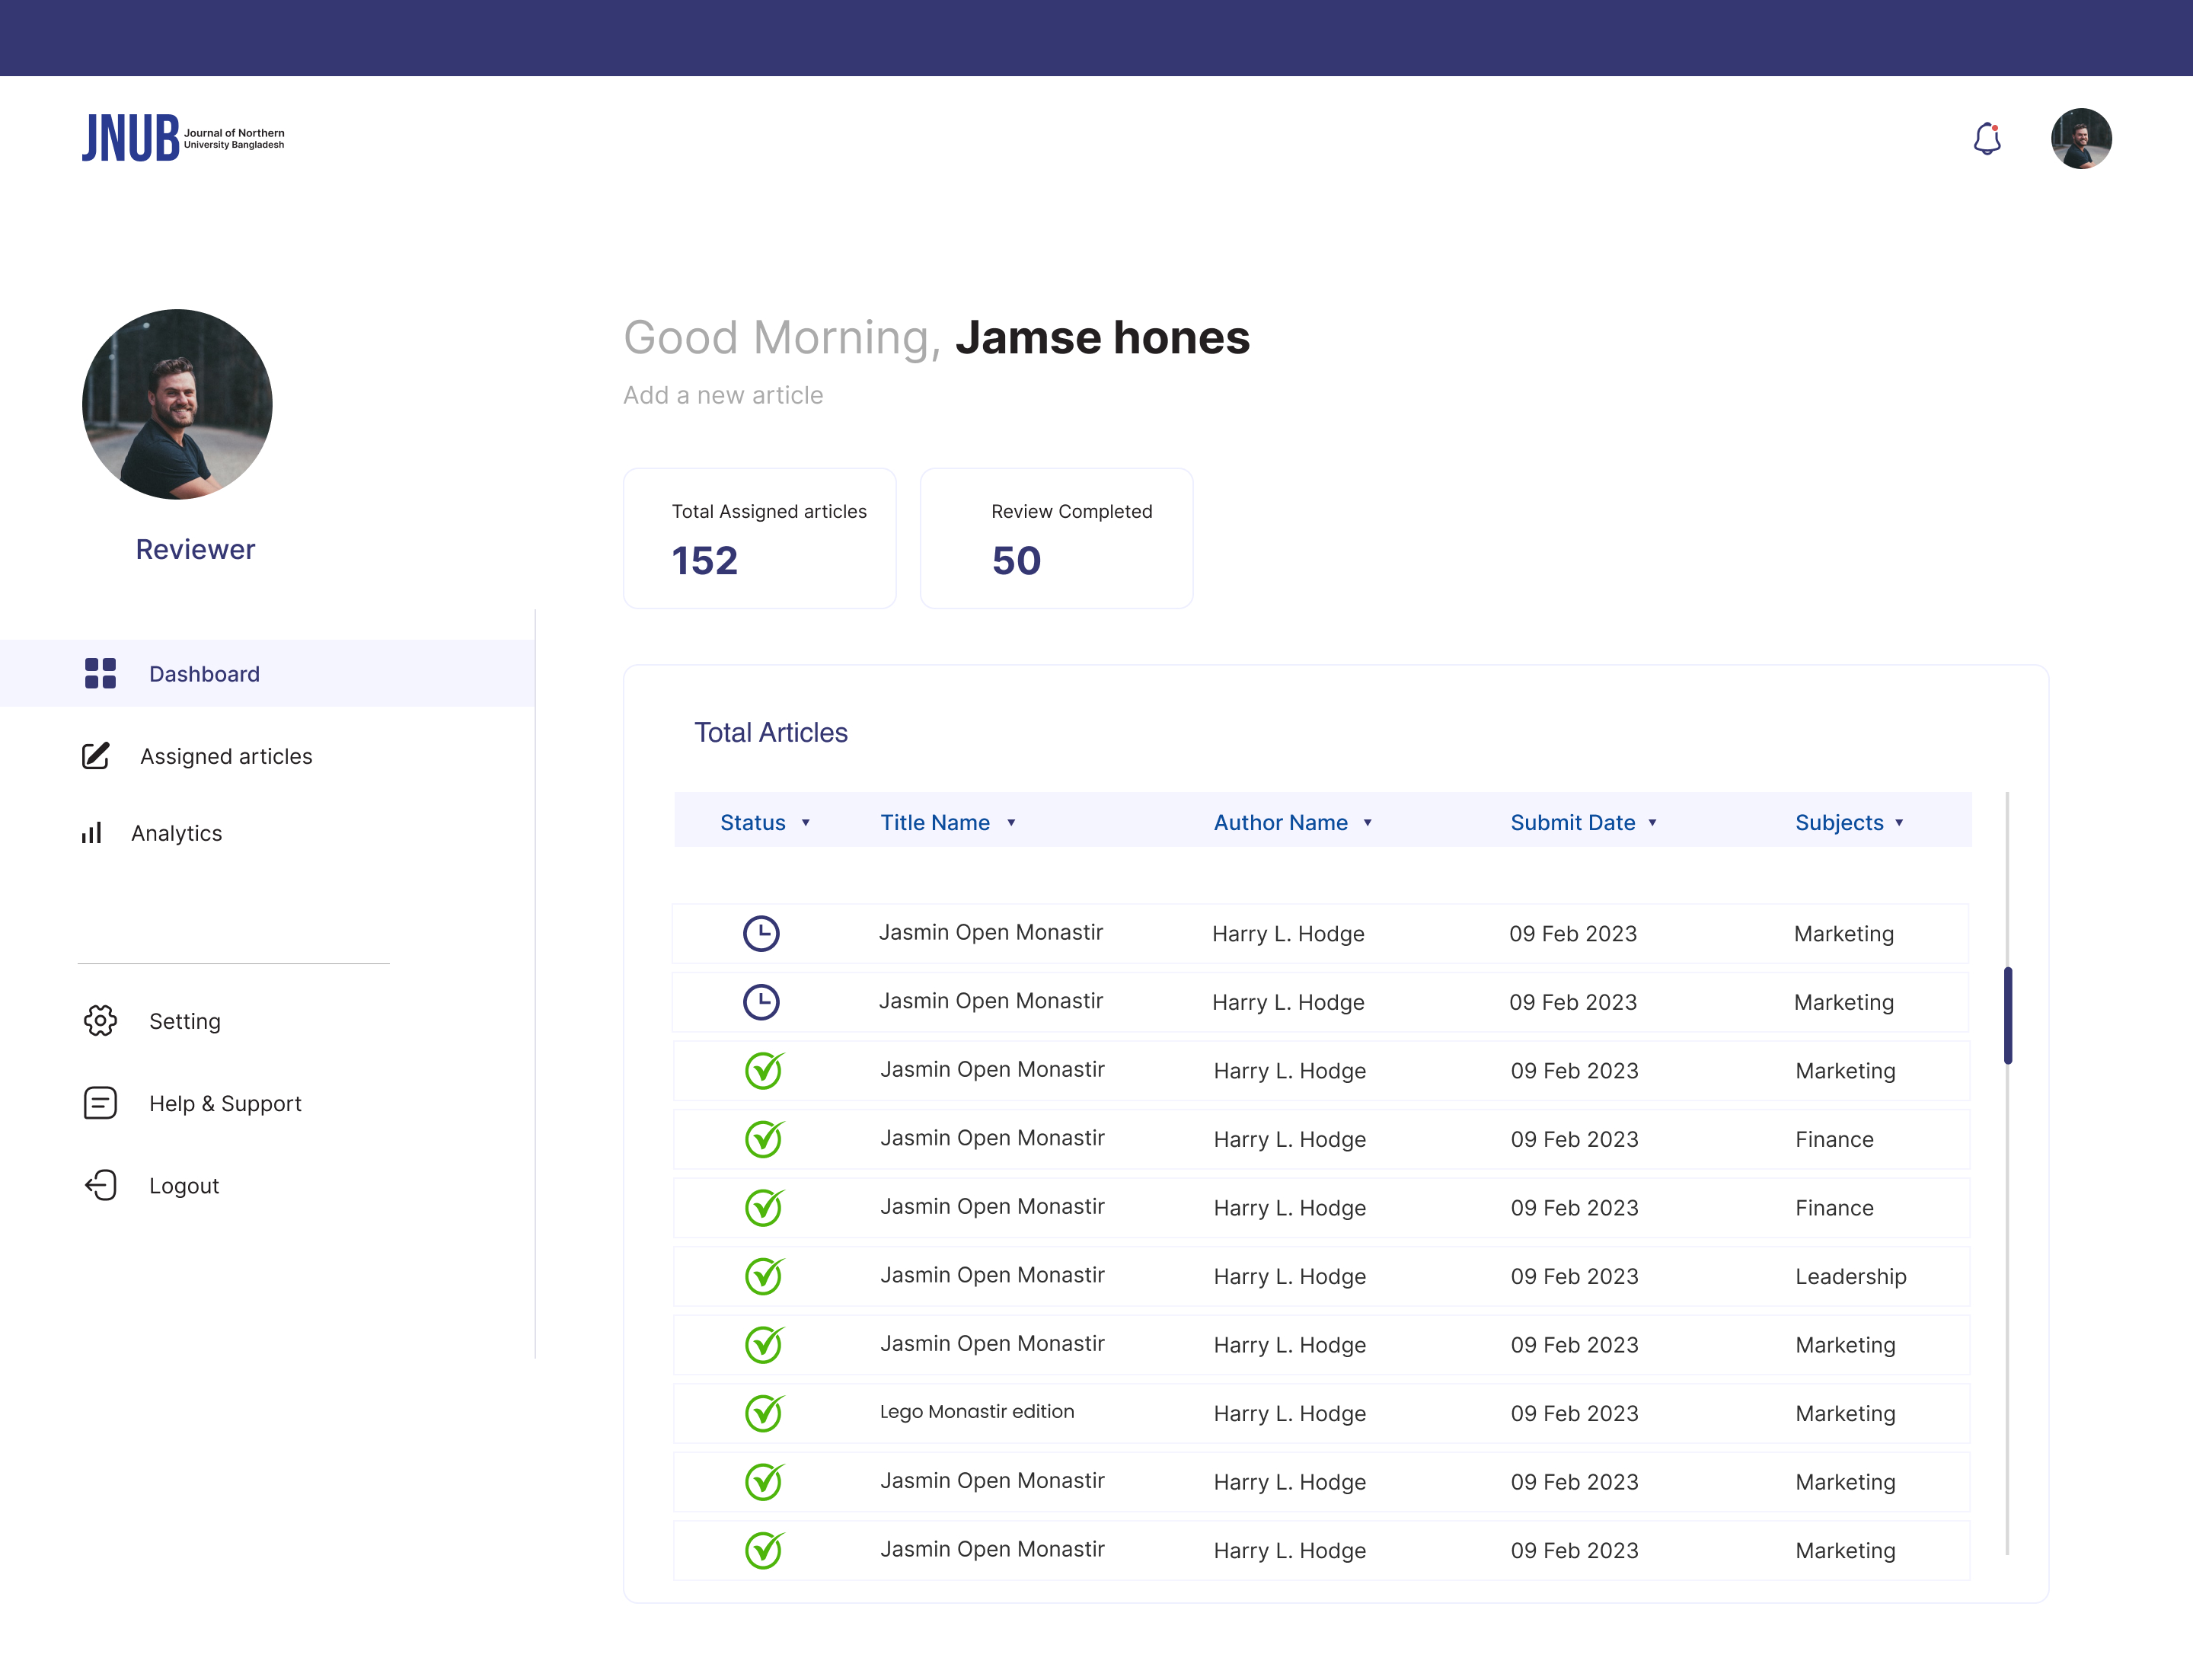 JNUB
Journal of Northern
University Bangladesh
Good Morning, Jamse hones
Add a new article
Total Assigned articles
152
Review Completed
50
Reviewer
Dashboard
Assigned articles
Analytics
Setting
Help & Support
Logout
Total Articles
Status Title Name Author Name Submit Date Subjects
Jasmin Open Monastir Harry L. Hodge 09 Feb 2023 Marketing
Jasmin Open Monastir Harry L. Hodge 09 Feb 2023 Marketing
Jasmin Open Monastir Harry L. Hodge 09 Feb 2023 Marketing
Jasmin Open Monastir Harry L. Hodge 09 Feb 2023 Finance
Jasmin Open Monastir Harry L. Hodge 09 Feb 2023 Finance
Jasmin Open Monastir Harry L. Hodge 09 Feb 2023 Leadership
Jasmin Open Monastir Harry L. Hodge 09 Feb 2023 Marketing
Lego Monastir edition Harry L. Hodge 09 Feb 2023 Marketing
Jasmin Open Monastir Harry L. Hodge 09 Feb 2023 Marketing
Jasmin Open Monastir Harry L. Hodge 09 Feb 2023 Marketing